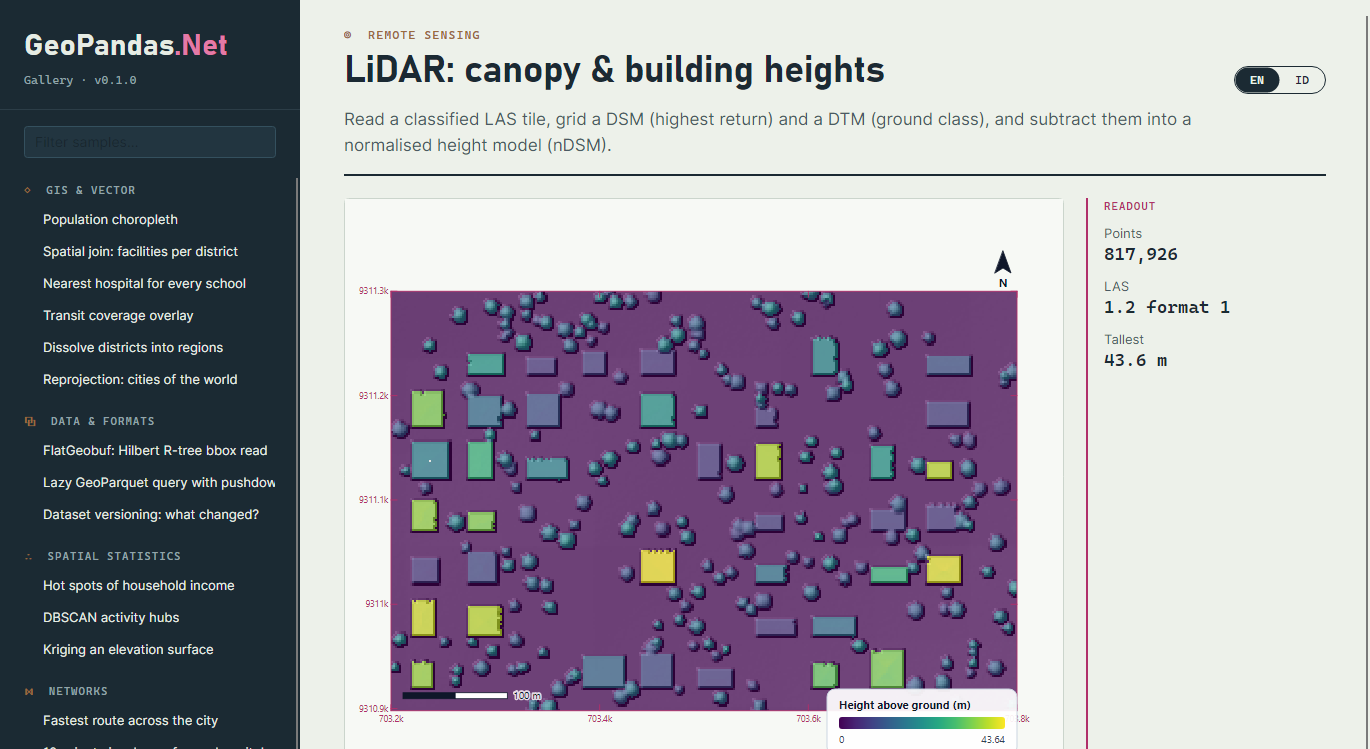 GeoPandas.Net
Gallery · v0.1.0
Filter samples...
GIS & VECTOR
Population choropleth
Spatial join: facilities per district
Nearest hospital for every school
Transit coverage overlay
Dissolve districts into regions
Reprojection: cities of the world
DATA & FORMATS
FlatGeobuf: Hilbert R-tree bbox read
Lazy GeoParquet query with pushdow
Dataset versioning: what changed?
SPATIAL STATISTICS
Hot spots of household income
DBSCAN activity hubs
Kriging an elevation surface
NETWORKS
Fastest route across the city
REMOTE SENSING
LiDAR: canopy & building heights
EN ID
Read a classified LAS tile, grid a DSM (highest return) and a DTM (ground class), and subtract them into a
normalised height model (nDSM).
N
9311.3k
9311.2k
9311.1k
9311k
9310.9k
100 m
703.2k 703.4k 703.6k .8k
Height above ground (m)
0 43.64
READOUT
Points
817,926
LAS
1.2 format 1
Tallest
43.6 m